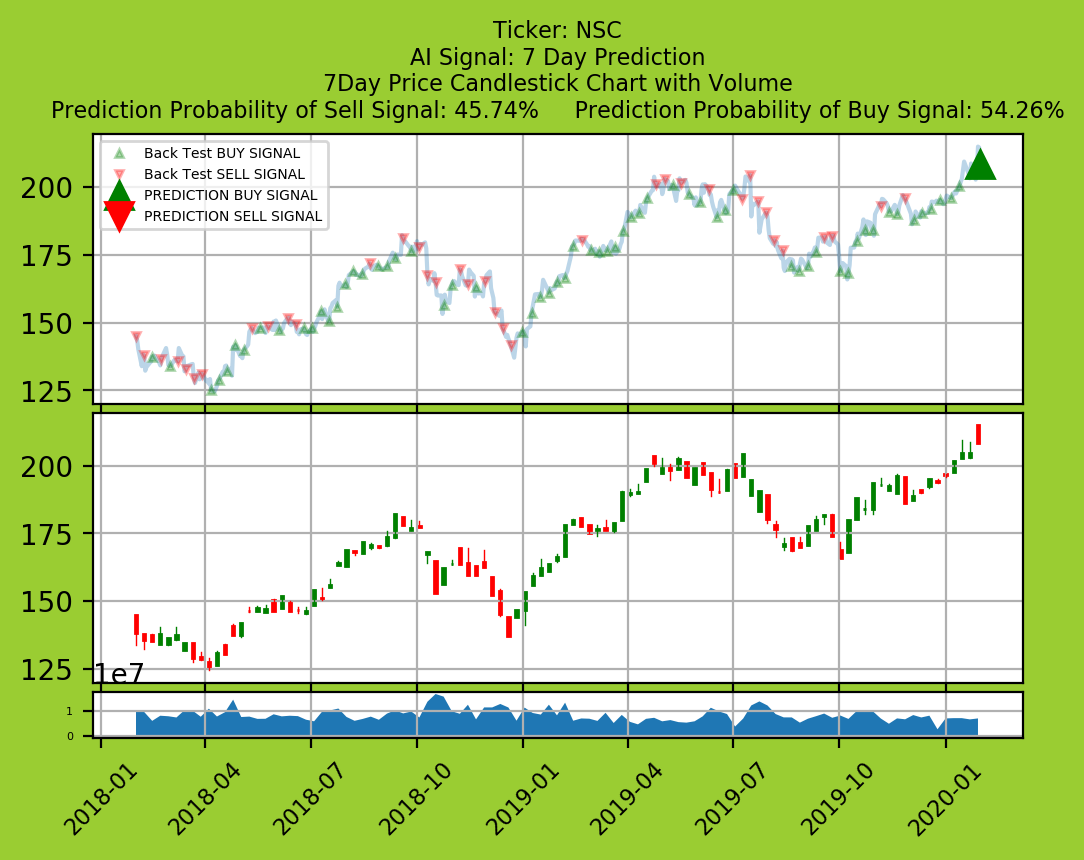 Ticker: NSC
AI Signal: 7 Day Prediction
7Day Price Candlestick Chart with Volume
Prediction Probability of Sell Signal: 45.74% Prediction Probability of Buy Signal: 54.26%
Back Test BUY SIGNAL
Back Test SELL SIGNAL
PREDICTION BUY SIGNAL
PREDICTION SELL SIGNAL
200
175
150
125
200
175
150
125
1e7
1
0
2018-01 2018-04 2018-07 2018-10 2019-01 2019-04 2019-07 2019-10 2020-01